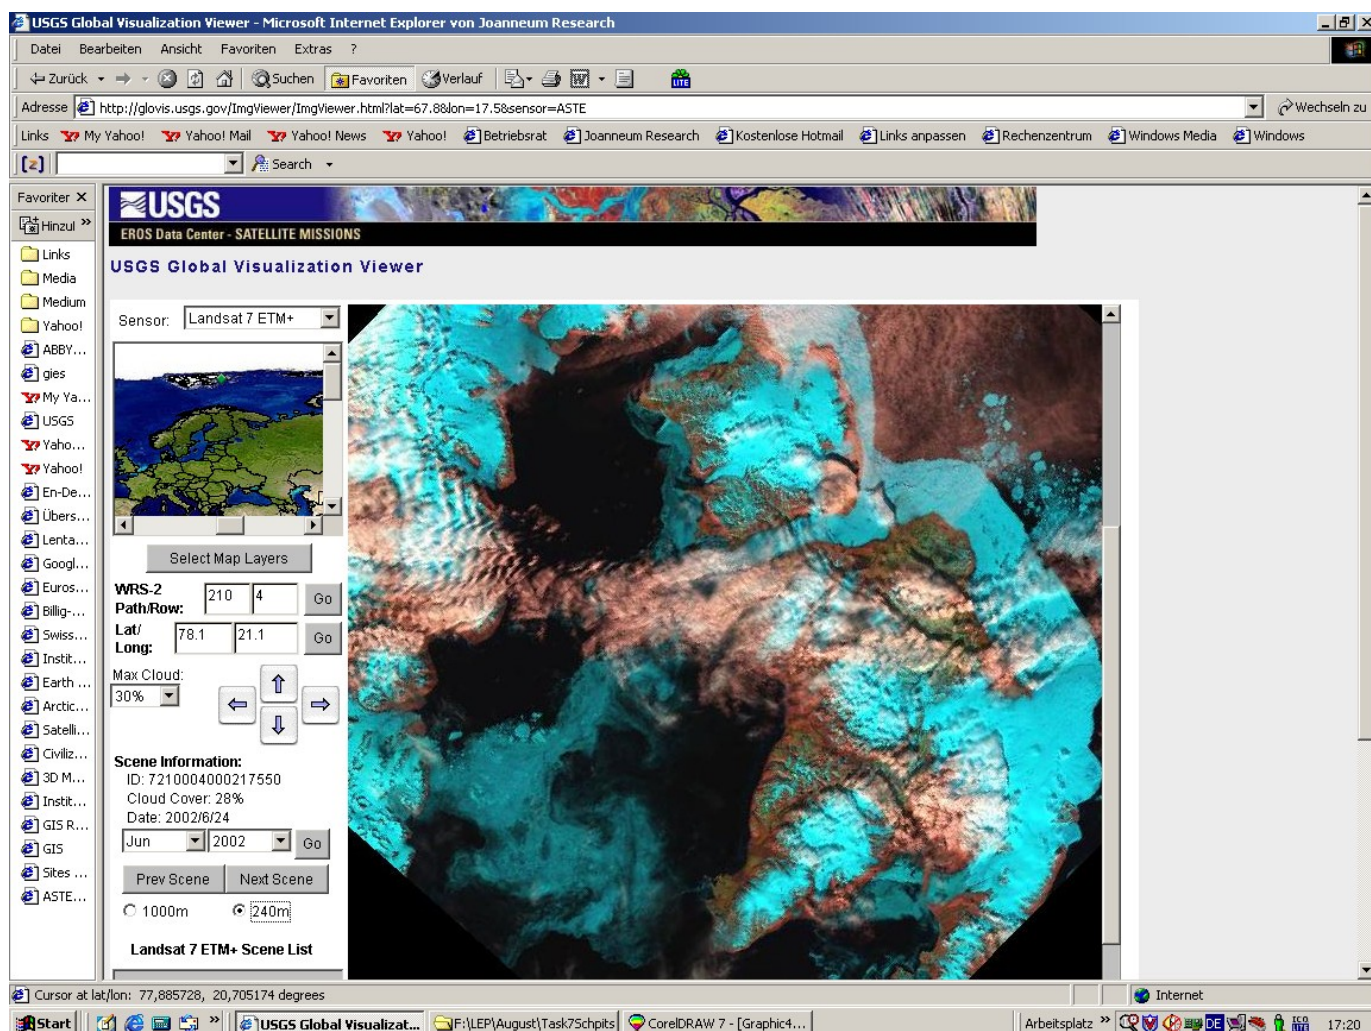 USGS Global Visualization Viewer - Microsoft Internet Explorer von Joanneum Research
Datei Bearbeiten Ansicht Favoriten Extras ?
Zurück Suchen Favoriten Verlauf LITE
Adresse http://glovis.usgs.gov/ImgViewer/ImgViewer.html?lat=67.8&lon=17.5&sensor=ASTE Wechseln zu
Links My Yahoo! Yahoo! Mail Yahoo! News Yahoo! Betriebsrat Joanneum Research Kostenlose Hotmail Links anpassen Rechenzentrum Windows Media Windows
[z] Search
Favoriter X
Hinzul »
Links
Media
Medium
Yahoo!
ABBY...
gies
My Ya...
USGS
Yaho...
Yahoo!
En-De...
Übers...
Lenta...
Googl...
Euros...
Billig-...
Swiss...
Instit...
Earth ...
Arctic...
Satelli...
Civiliz...
3D M...
Instit...
GIS R...
GIS
Sites ...
ASTE...
USGS
EROS Data Center - SATELLITE MISSIONS
USGS Global Visualization Viewer
Sensor: Landsat 7 ETM+
Select Map Layers
WRS-2
Path/Row: 210 4 Go
Lat/
Long: 78.1 21.1 Go
Max Cloud:
30%
Scene Information:
ID: 7210004000217550
Cloud Cover: 28%
Date: 2002/6/24
Jun 2002 Go
Prev Scene Next Scene
1000m 240m
Landsat 7 ETM+ Scene List
Cursor at lat/lon: 77,885728, 20,705174 degrees Internet
Start » USGS Global Visualizat... F:\LEP\August\Task7Schpits CorelDRAW 7 - [Graphic4... Arbeitsplatz » DE ICQ 17:20